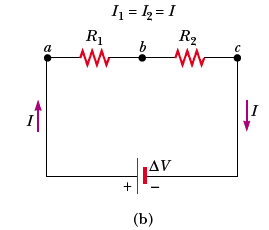 I₁ = I₂ = I
R₁ R₂
a b c
I I
ΔV
+ −
(b)